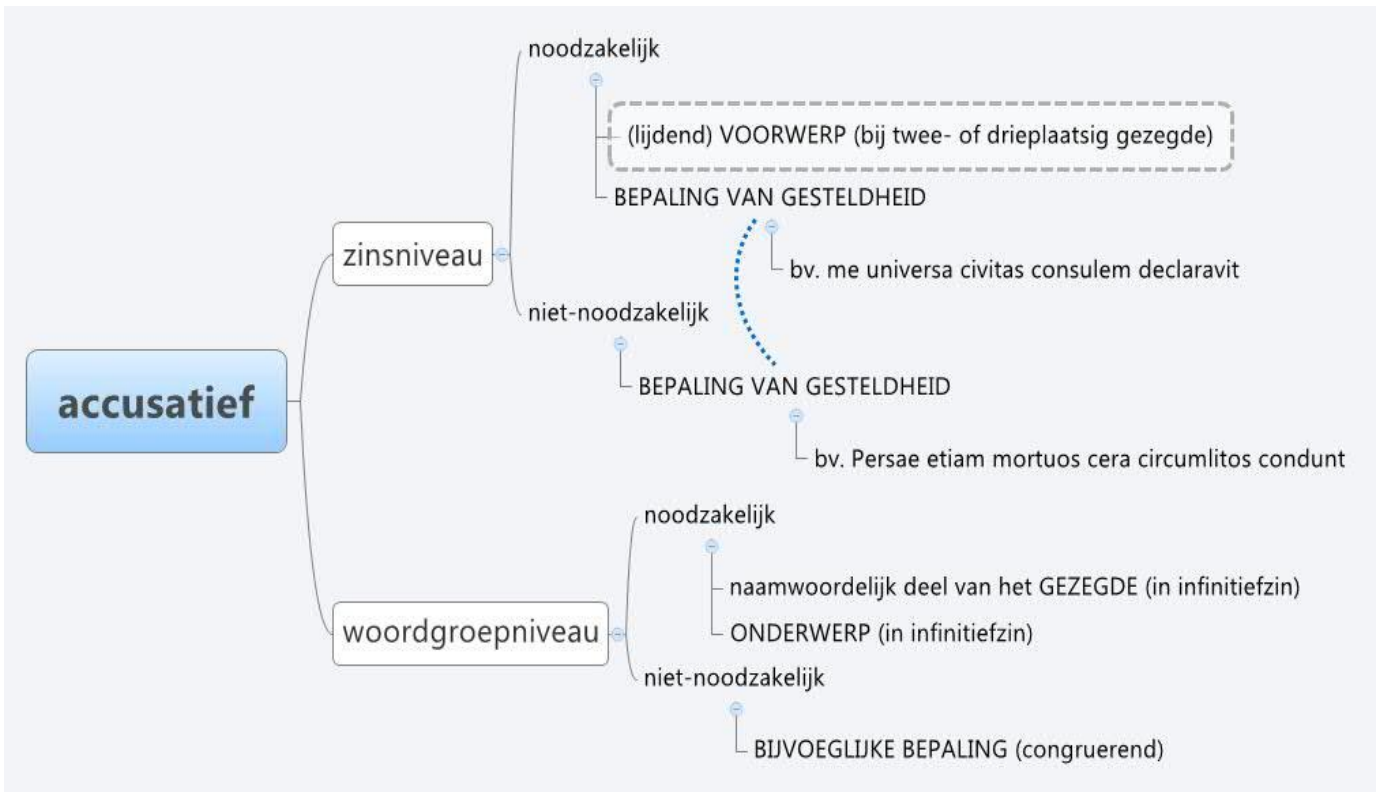 accusatief
zinsniveau
noodzakelijk
(lijdend) VOORWERP (bij twee- of drieplaatsig gezegde)
BEPALING VAN GESTELDHEID
bv. me universa civitas consulem declaravit
niet-noodzakelijk
BEPALING VAN GESTELDHEID
bv. Persae etiam mortuos cera circumlitos condunt
woordgroepniveau
noodzakelijk
naamwoordelijk deel van het GEZEGDE (in infinitiefzin)
ONDERWERP (in infinitiefzin)
niet-noodzakelijk
BIJVOEGLIJKE BEPALING (congruerend)